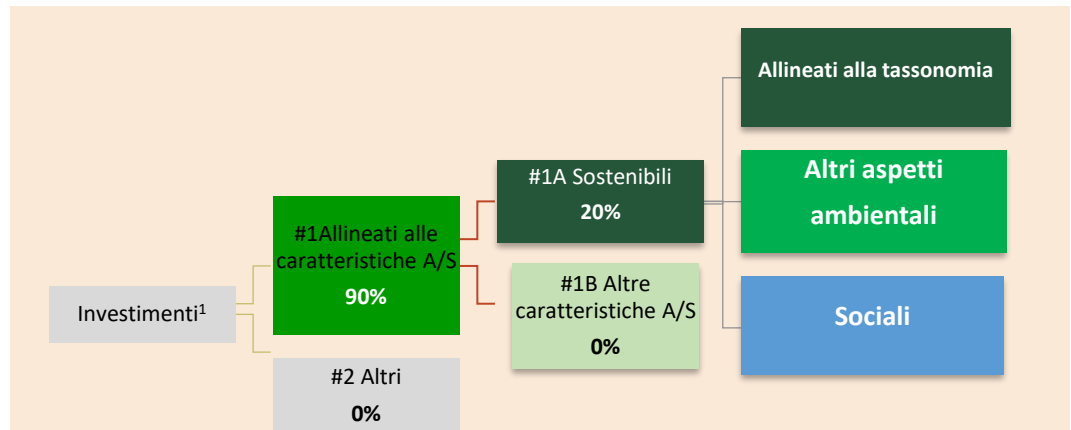 Investimenti¹
#1Allineati alle
caratteristiche A/S
90%
#2 Altri
0%
#1A Sostenibili
20%
#1B Altre
caratteristiche A/S
0%
Allineati alla tassonomia
Altri aspetti
ambientali
Sociali